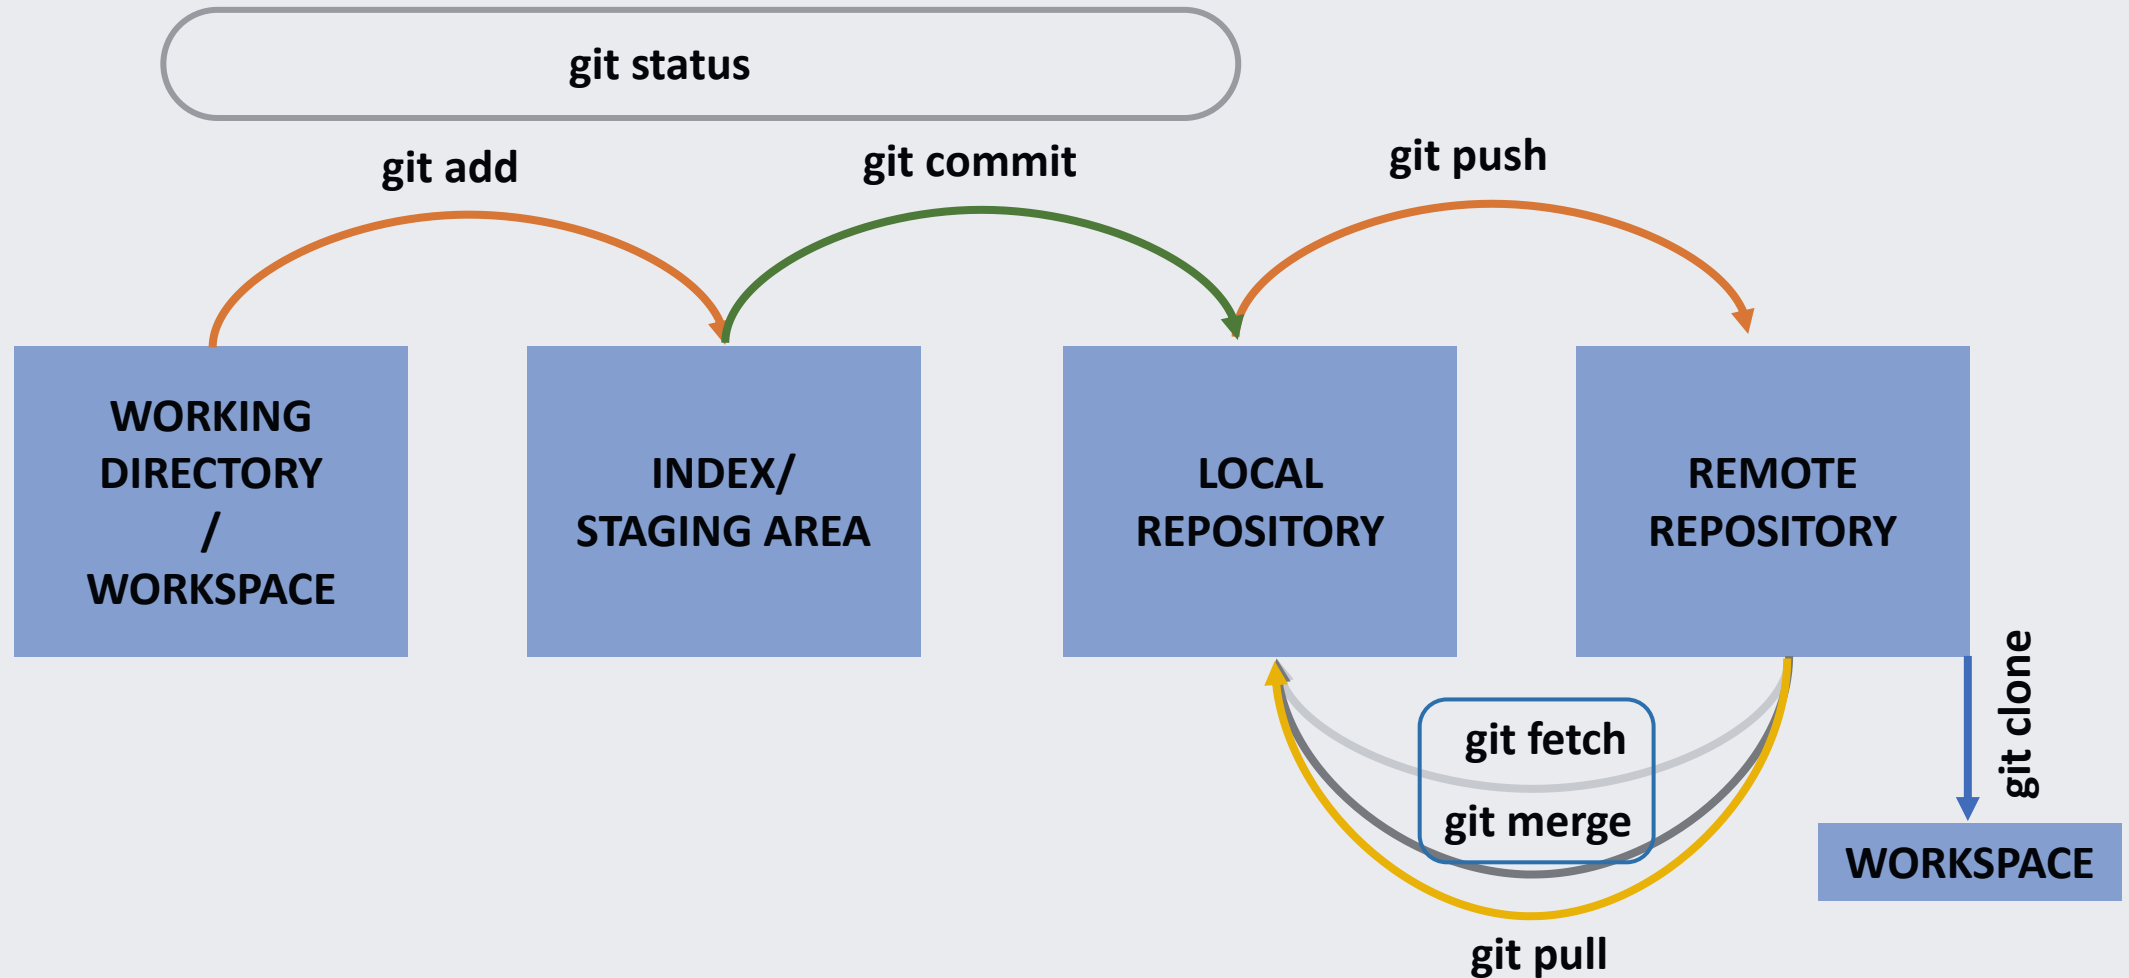 git status
git add
git commit
git push
WORKING
DIRECTORY
/
WORKSPACE
INDEX/
STAGING AREA
LOCAL
REPOSITORY
REMOTE
REPOSITORY
git clone
git fetch
git merge
WORKSPACE
git pull